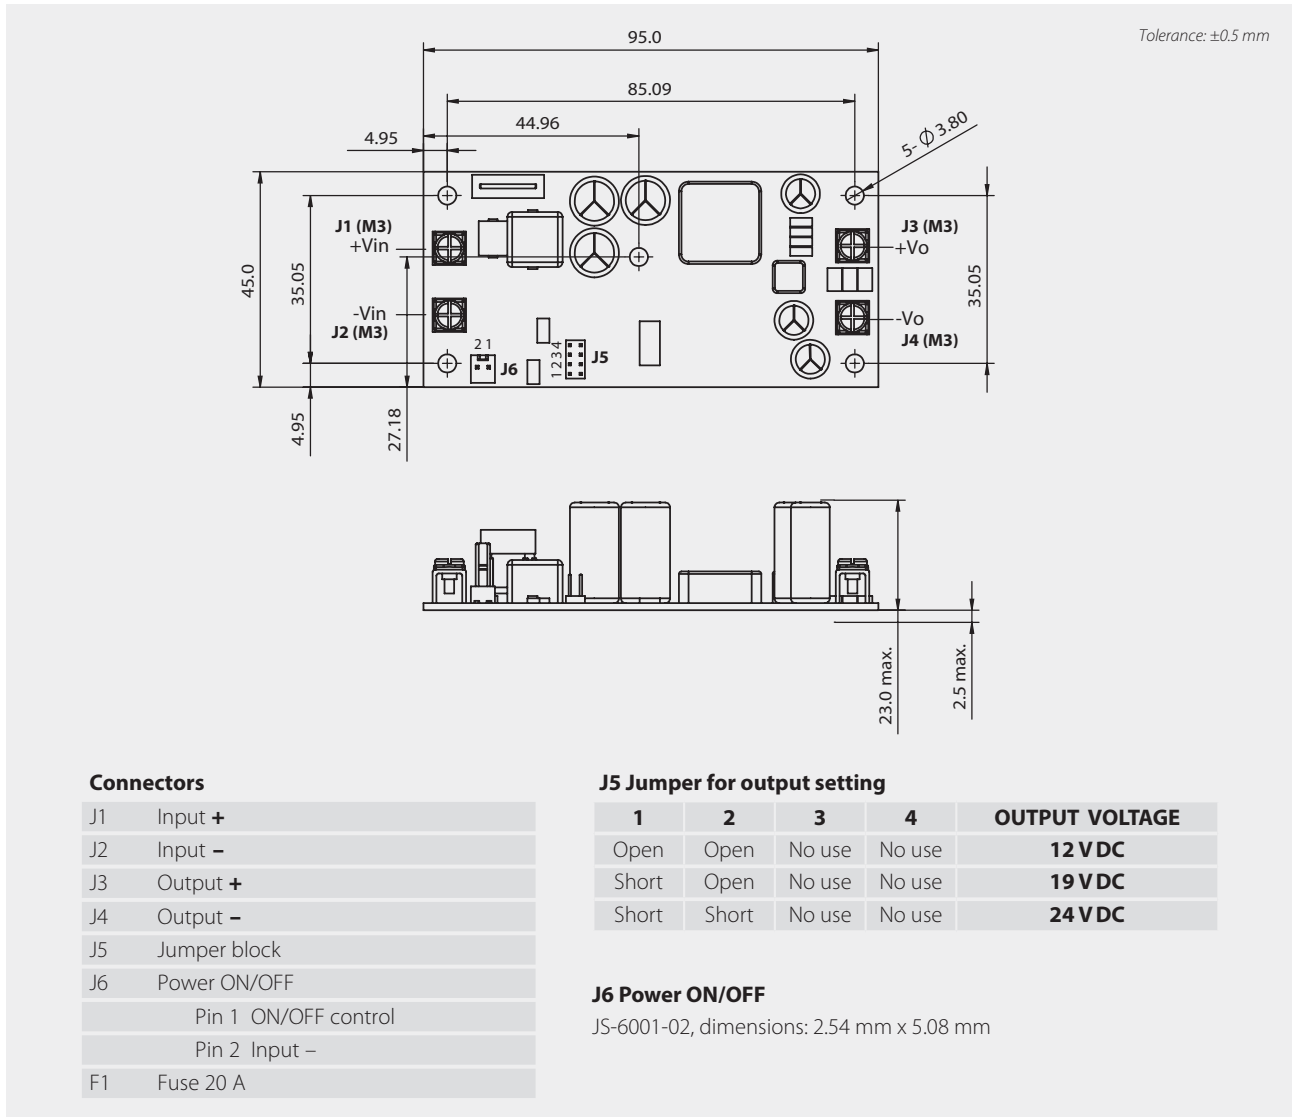 Tolerance: ±0.5 mm
95.0
85.09
44.96
4.95
5- Ø 3.80
J1 (M3)
+Vin
-Vin
J2 (M3)
J3 (M3)
+Vo
-Vo
J4 (M3)
45.0
35.05
35.05
2 1
J6
1 2 3 4
J5
4.95
27.18
23.0 max.
2.5 max.
Connectors
J1 Input +
J2 Input –
J3 Output +
J4 Output –
J5 Jumper block
J6 Power ON/OFF
Pin 1 ON/OFF control
Pin 2 Input –
F1 Fuse 20 A
J5 Jumper for output setting
1 2 3 4 OUTPUT VOLTAGE
Open Open No use No use 12 V DC
Short Open No use No use 19 V DC
Short Short No use No use 24 V DC
J6 Power ON/OFF
JS-6001-02, dimensions: 2.54 mm x 5.08 mm